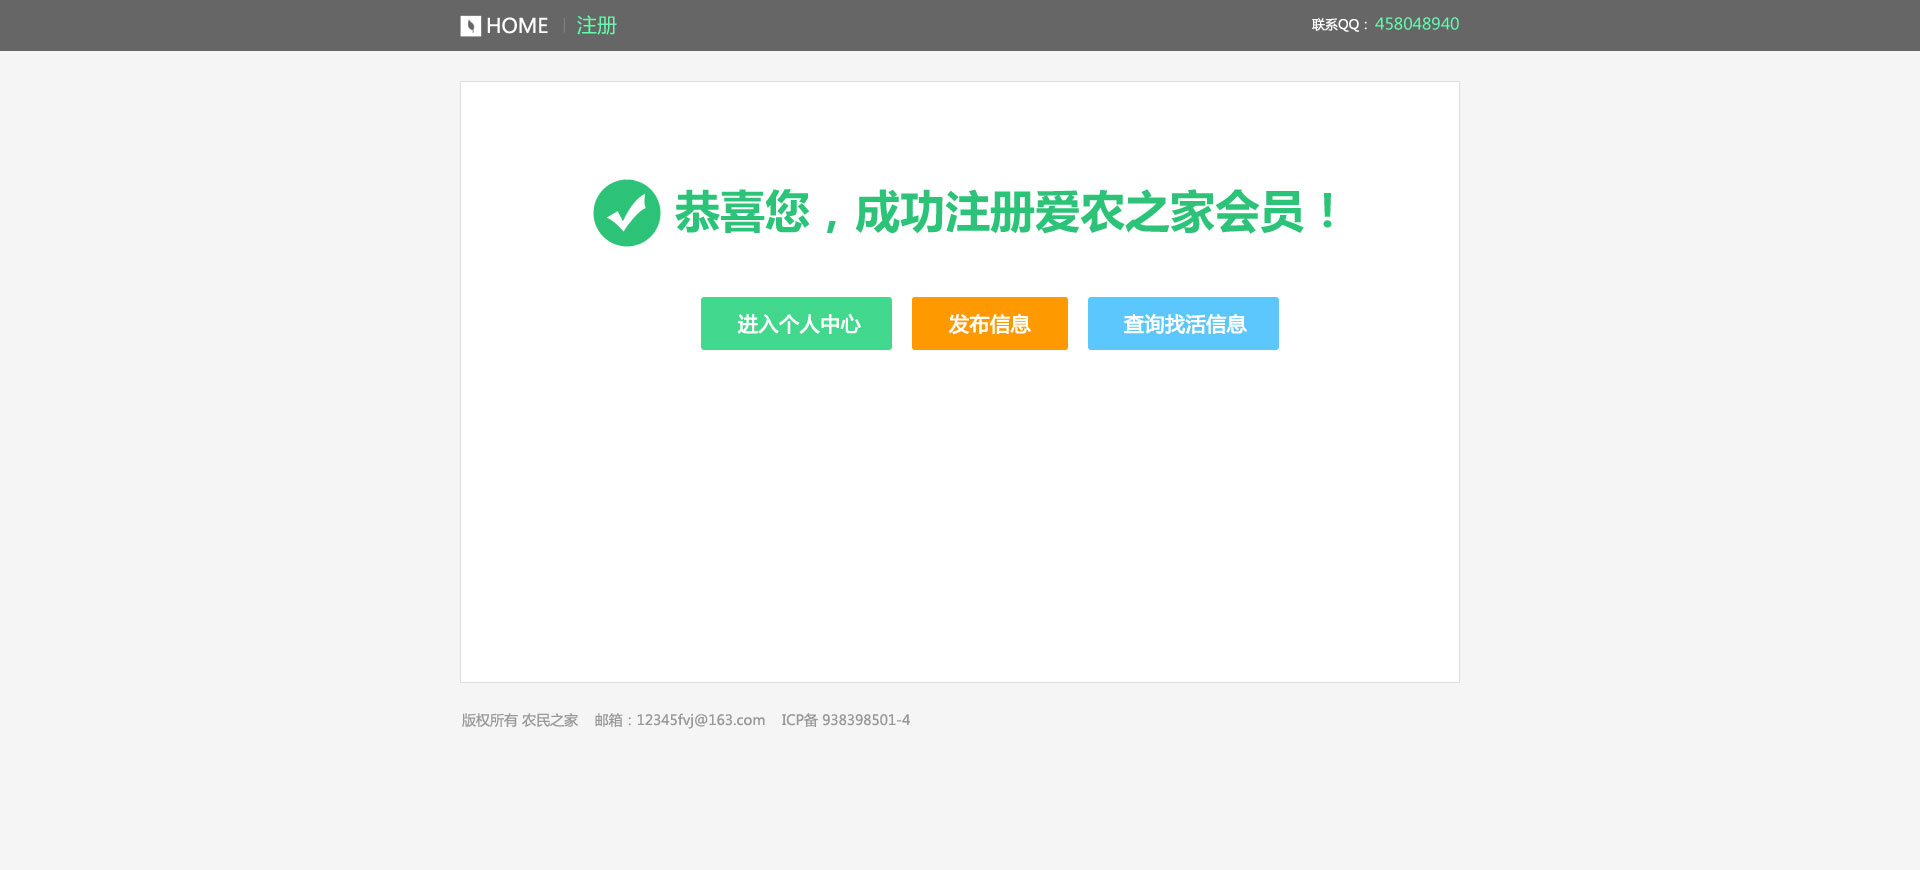 HOME | 注册
联系QQ：458048940
恭喜您，成功注册爱农之家会员！
进入个人中心 发布信息 查询找活信息
版权所有 农民之家 邮箱：12345fvj@163.com ICP备 938398501-4